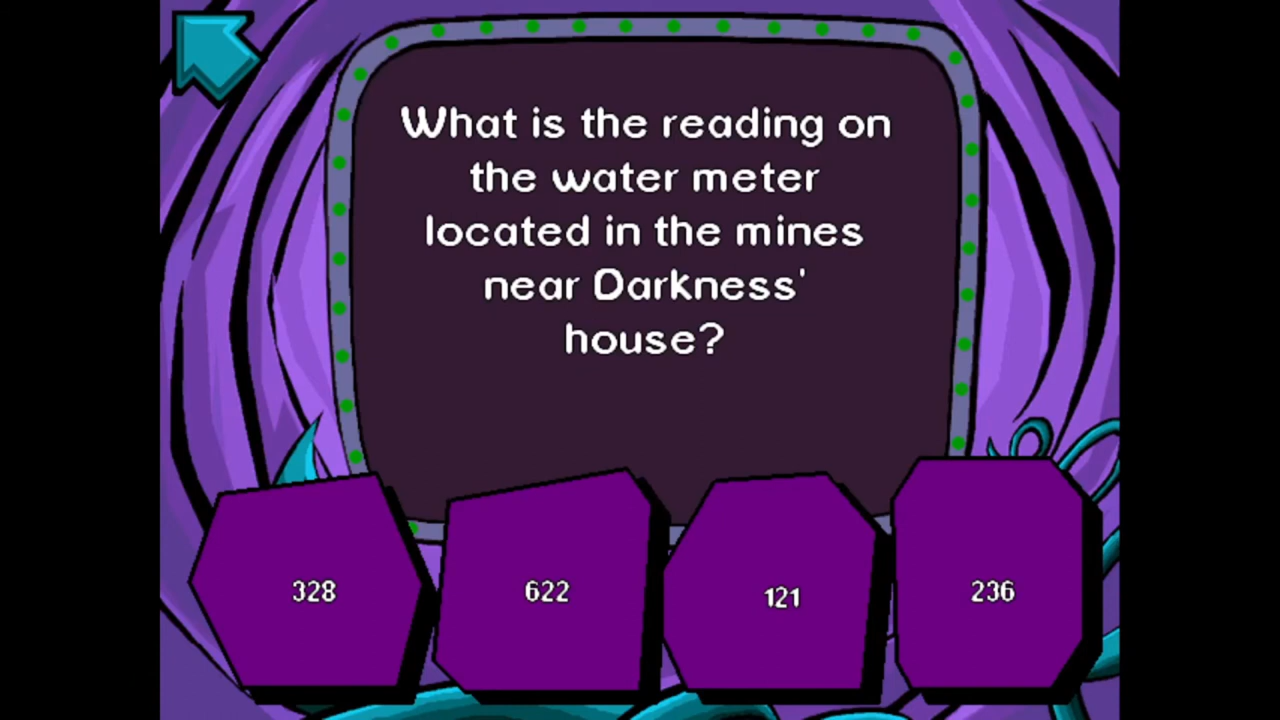 What is the reading on
the water meter
located in the mines
near Darkness'
house?
328
622
121
236